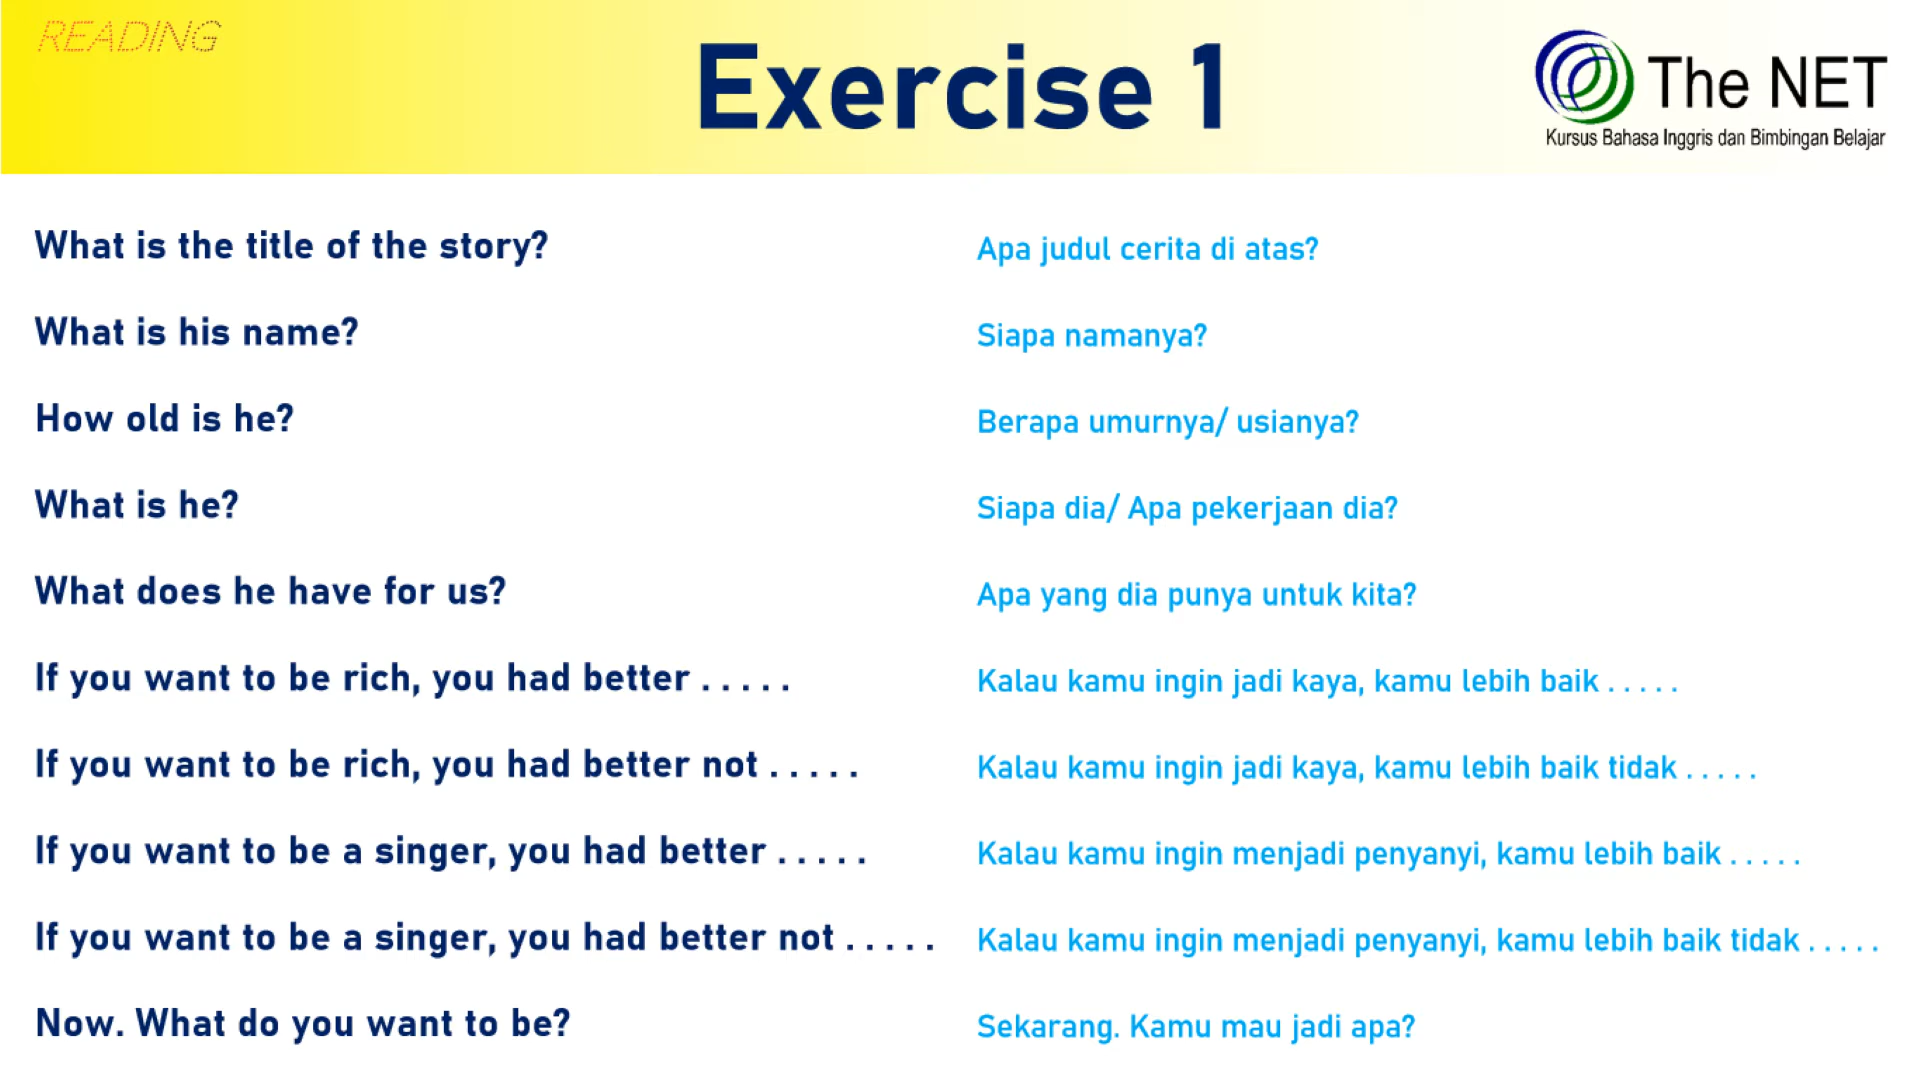 READING
Exercise 1
The NET
Kursus Bahasa Inggris dan Bimbingan Belajar
What is the title of the story?
Apa judul cerita di atas?
What is his name?
Siapa namanya?
How old is he?
Berapa umurnya/ usianya?
What is he?
Siapa dia/ Apa pekerjaan dia?
What does he have for us?
Apa yang dia punya untuk kita?
If you want to be rich, you had better . . . . .
Kalau kamu ingin jadi kaya, kamu lebih baik . . . . .
If you want to be rich, you had better not . . . . .
Kalau kamu ingin jadi kaya, kamu lebih baik tidak . . . . .
If you want to be a singer, you had better . . . . .
Kalau kamu ingin menjadi penyanyi, kamu lebih baik . . . . .
If you want to be a singer, you had better not . . . . .
Kalau kamu ingin menjadi penyanyi, kamu lebih baik tidak . . . . .
Now. What do you want to be?
Sekarang. Kamu mau jadi apa?